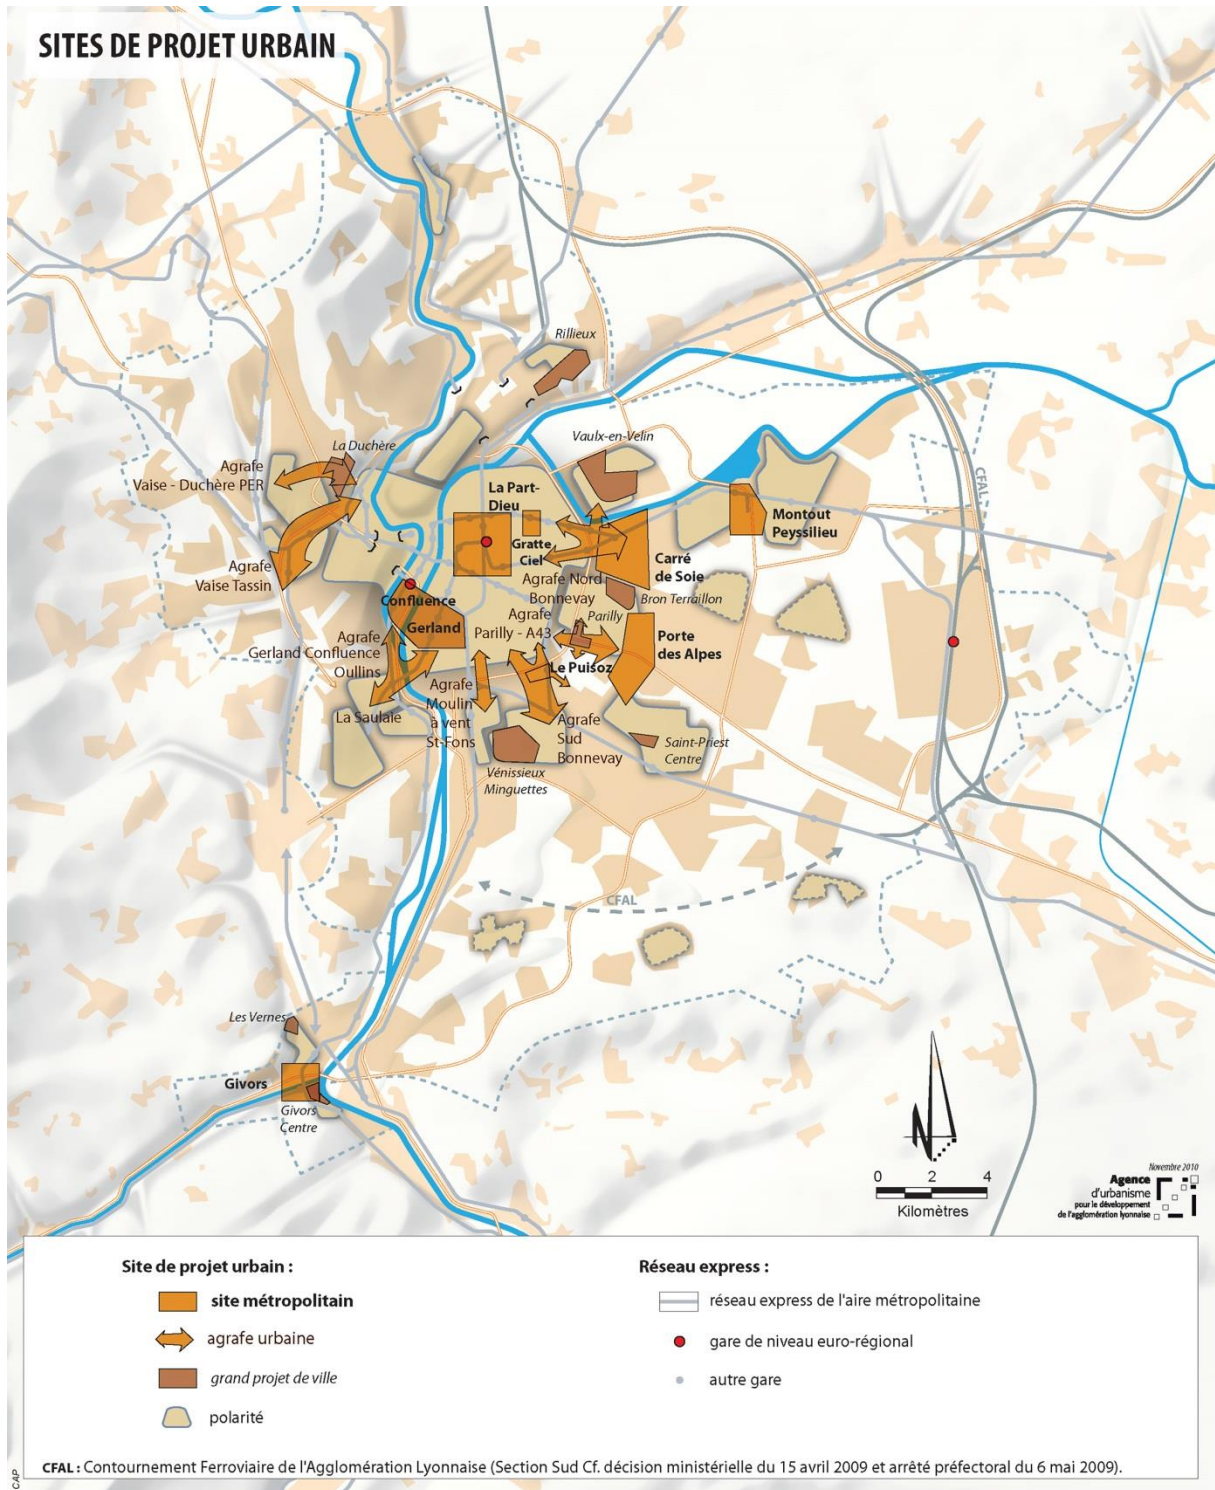 SITES DE PROJET URBAIN
Rillieux
La Duchère
Vaulx-en-Velin
Agrafe
Vaise - Duchère PER
La Part-
Dieu
CFAL
Montout
Peyssilieu
Gratte
Ciel
Carré
de Soie
Agrafe
Vaise Tassin
Agrafe Nord
Bonnevay
Bron Terraillon
Confluence
Gerland
Agrafe
Parilly - A43
Parilly
Porte
des Alpes
Agrafe
Gerland Confluence
Oullins
Le Puisoz
La Saulaie
Agrafe
Moulin
à vent
St-Fons
Agrafe
Sud
Bonnevay
Saint-Priest
Centre
Vénissieux
Minguettes
CFAL
Les Vernes
Givors
Givors
Centre
N
0 2 4
Kilomètres
Novembre 2010
Agence
d'urbanisme
pour le développement
de l'agglomération lyonnaise
Site de projet urbain :
site métropolitain
agrafe urbaine
grand projet de ville
polarité
Réseau express :
réseau express de l'aire métropolitaine
gare de niveau euro-régional
autre gare
CFAL : Contournement Ferroviaire de l'Agglomération Lyonnaise (Section Sud Cf. décision ministérielle du 15 avril 2009 et arrêté préfectoral du 6 mai 2009).
CAP